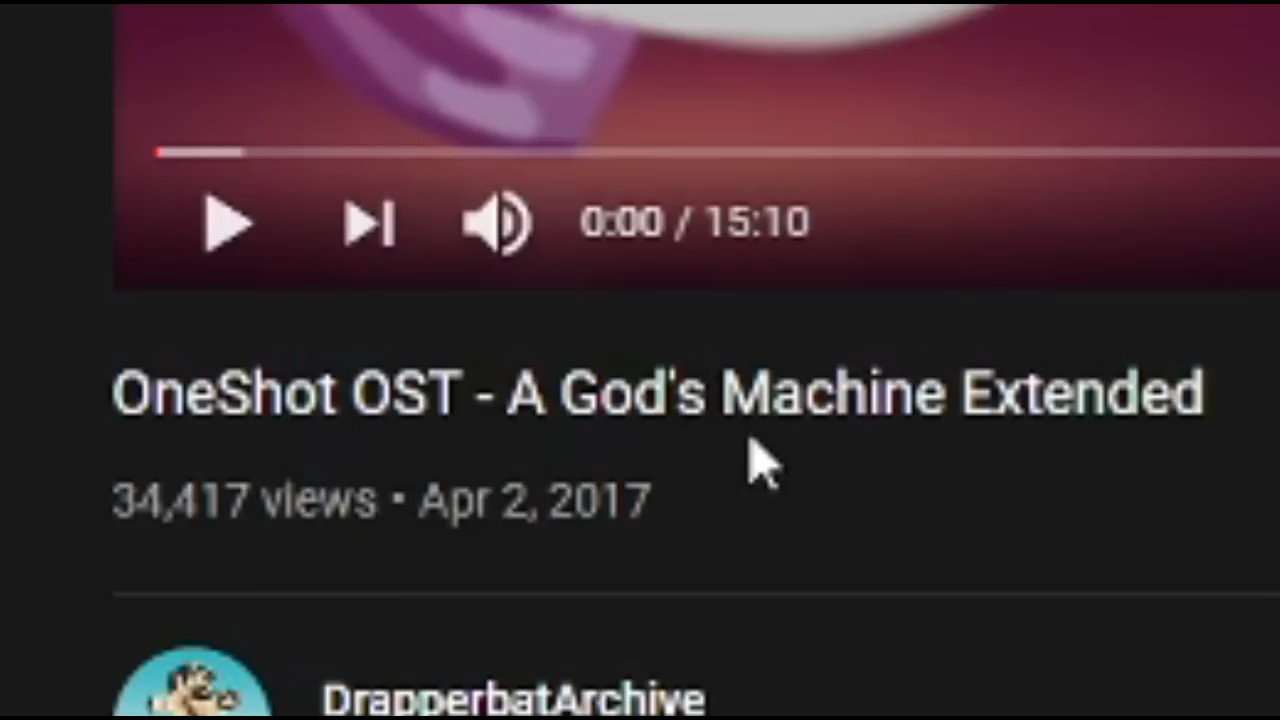 0:00 / 15:10
OneShot OST - A God's Machine Extended
34,417 views • Apr 2, 2017
DrapperbatArchive